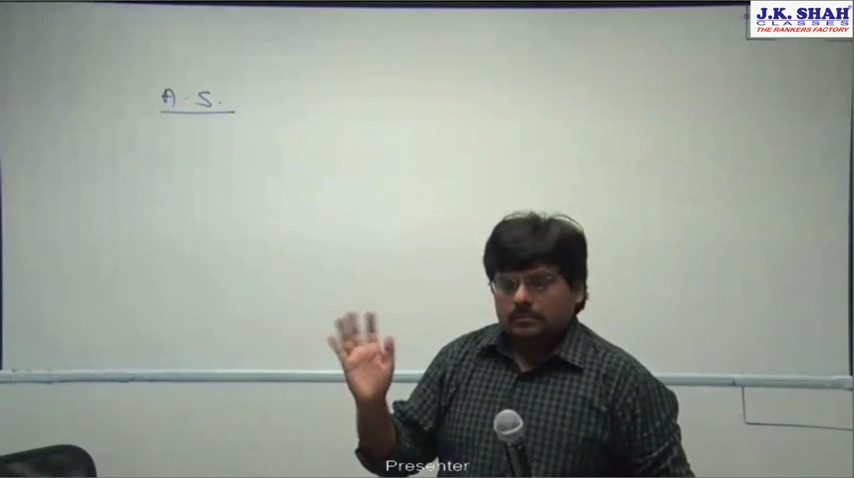 J.K. SHAH®
CLASSES
THE RANKERS FACTORY
A. S.
Presenter